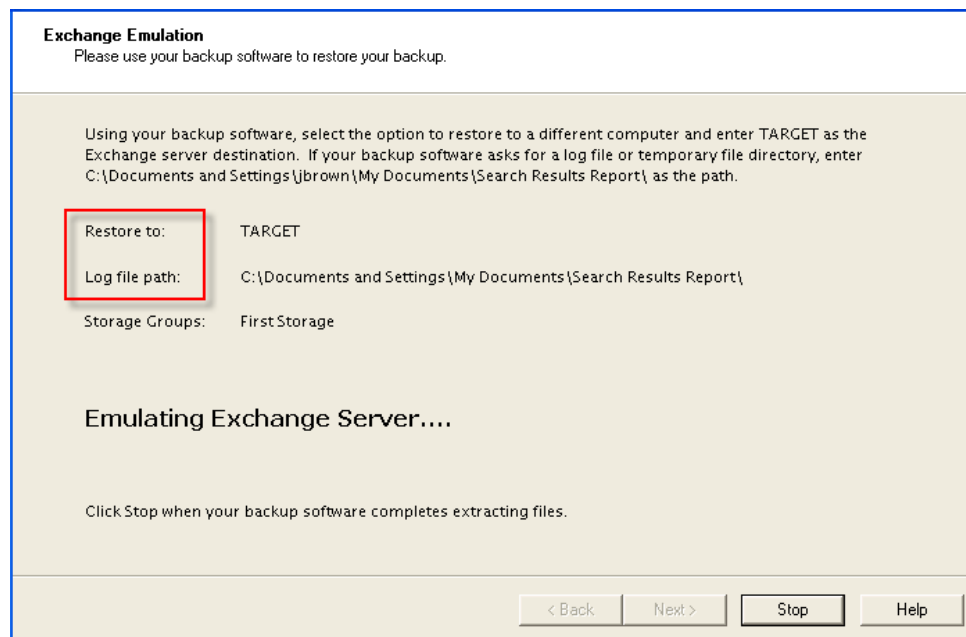 Exchange Emulation
Please use your backup software to restore your backup.
Using your backup software, select the option to restore to a different computer and enter TARGET as the
Exchange server destination. If your backup software asks for a log file or temporary file directory, enter
C:\Documents and Settings\jbrown\My Documents\Search Results Report\ as the path.
Restore to: TARGET
Log file path: C:\Documents and Settings\My Documents\Search Results Report\
Storage Groups: First Storage
Emulating Exchange Server....
Click Stop when your backup software completes extracting files.
< Back Next > Stop Help